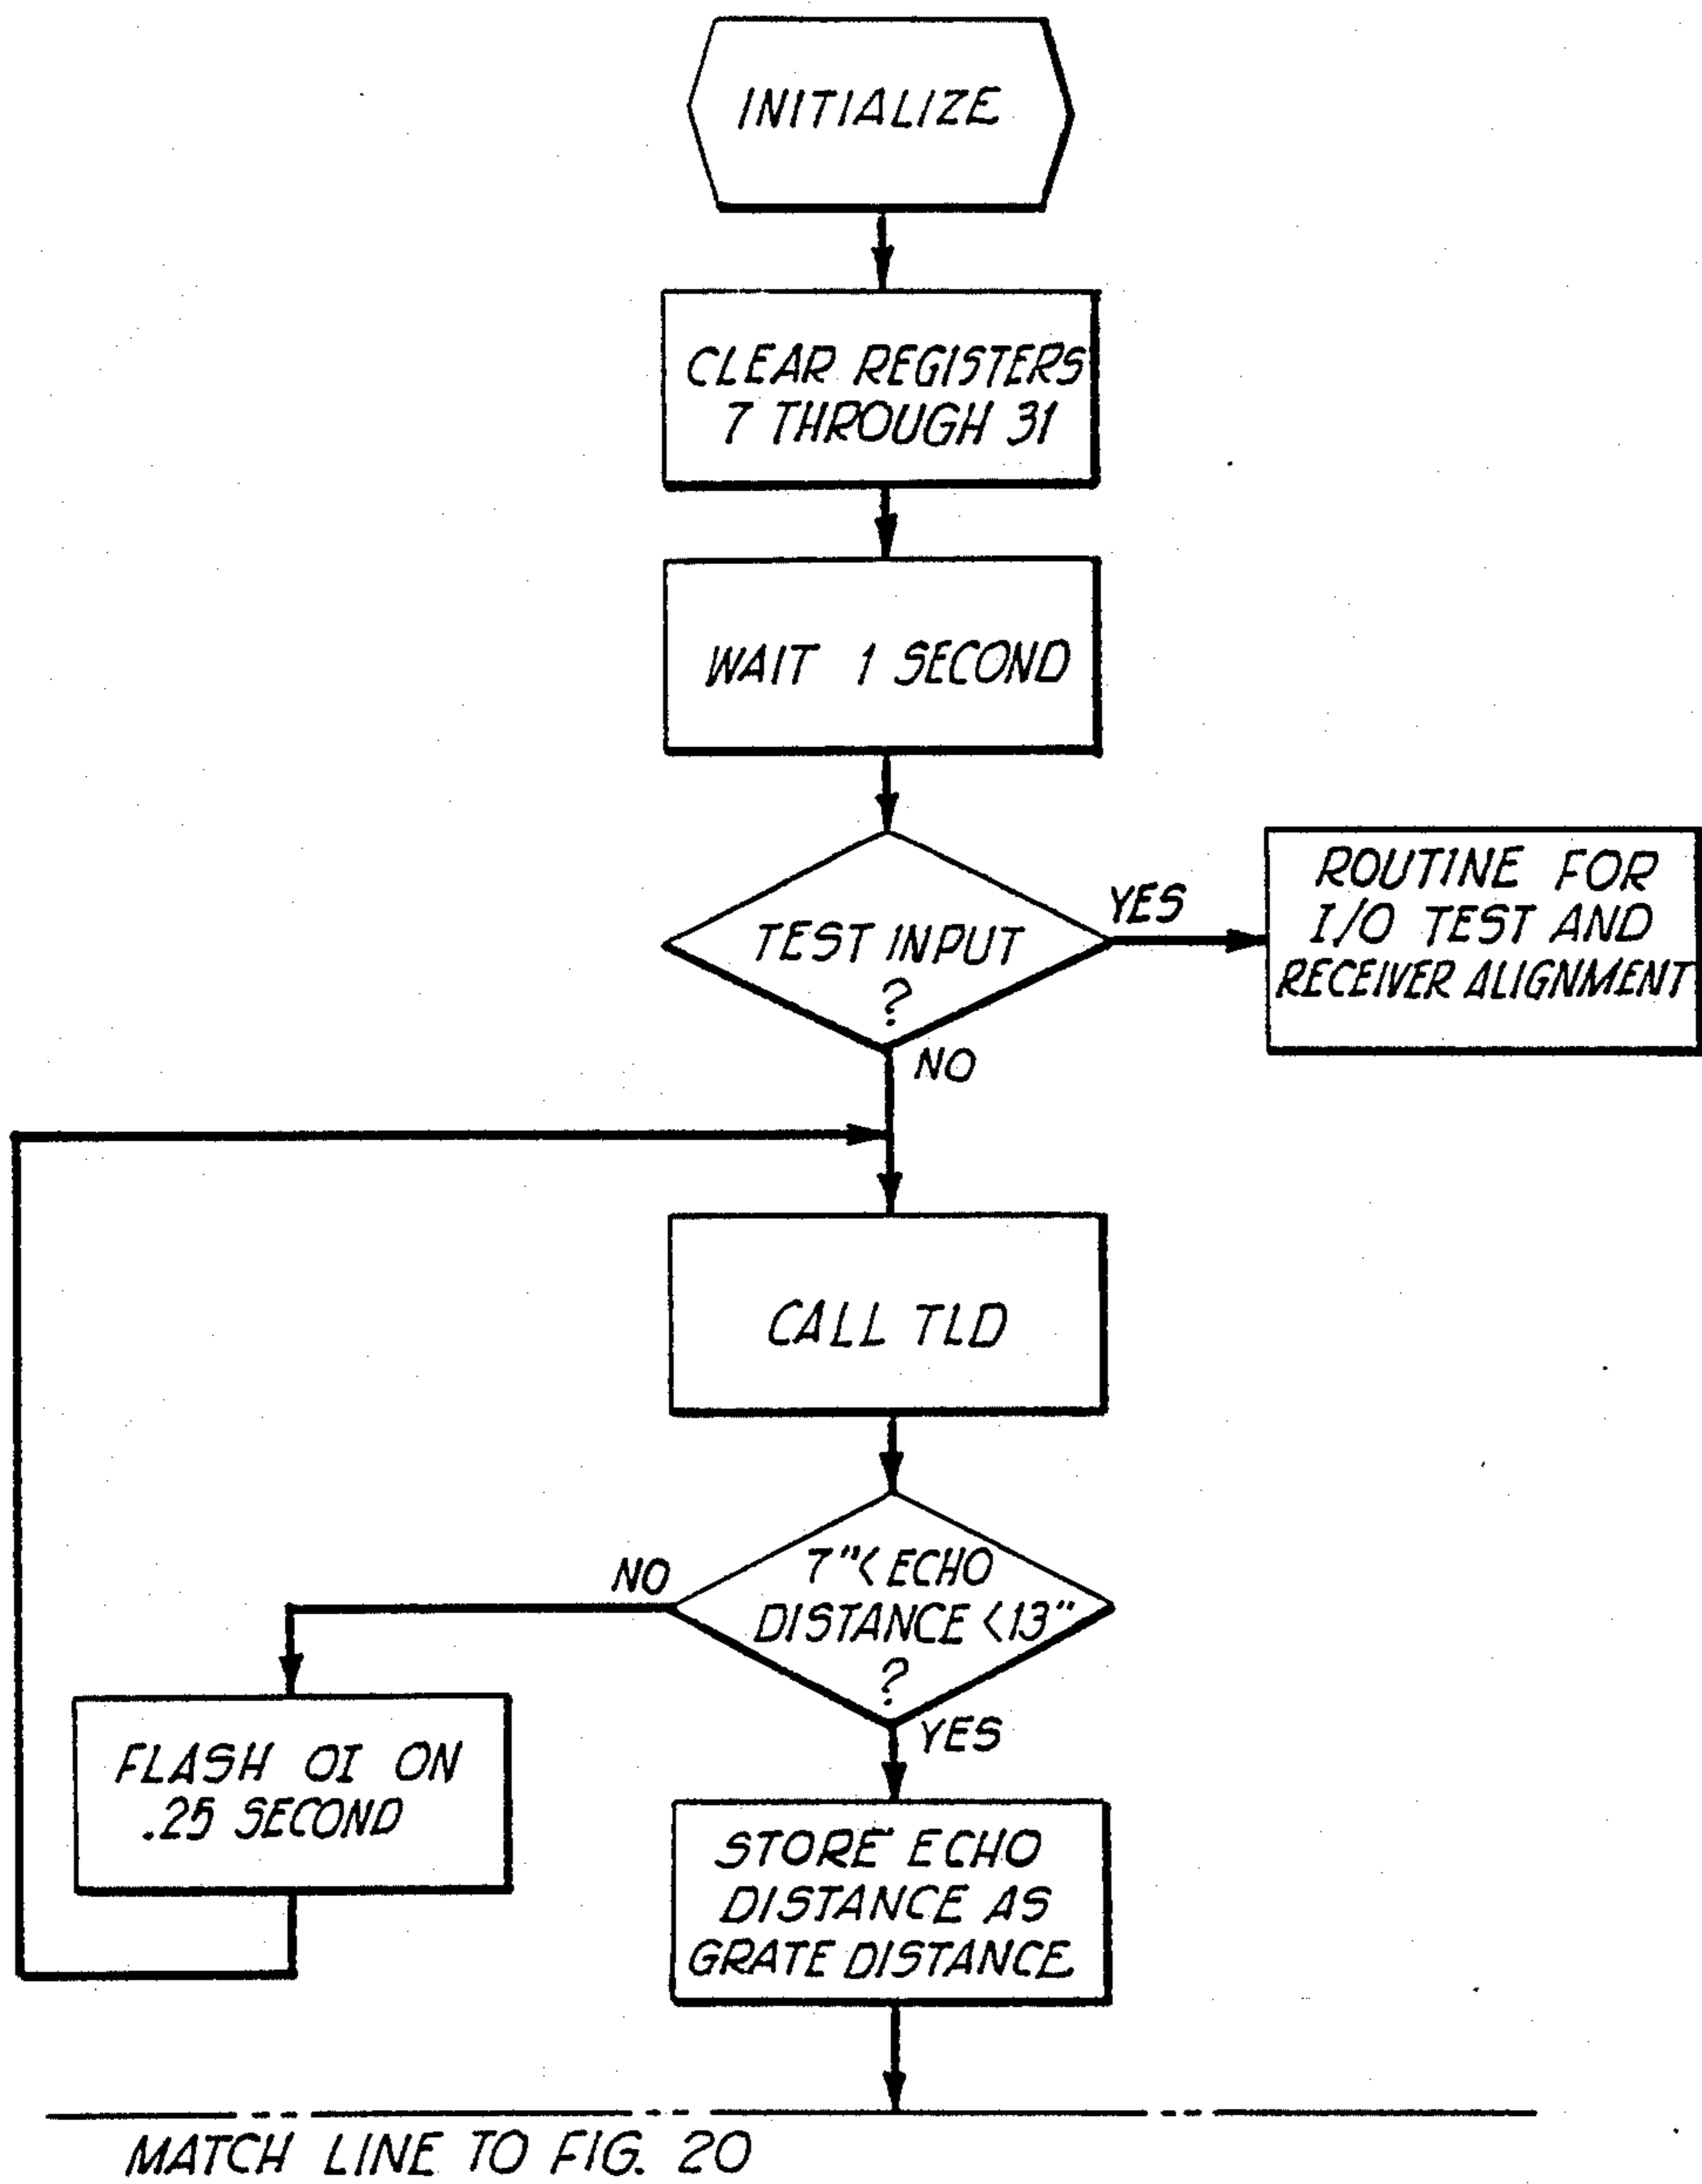 INITIALIZE
CLEAR REGISTERS
7 THROUGH 31
WAIT 1 SECOND
TEST INPUT
?
YES
ROUTINE FOR
I/O TEST AND
RECEIVER ALIGNMENT
NO
CALL TLD
7"<ECHO
DISTANCE <13"
?
NO
YES
FLASH OI ON
.25 SECOND
STORE ECHO
DISTANCE AS
GRATE DISTANCE
MATCH LINE TO FIG. 20